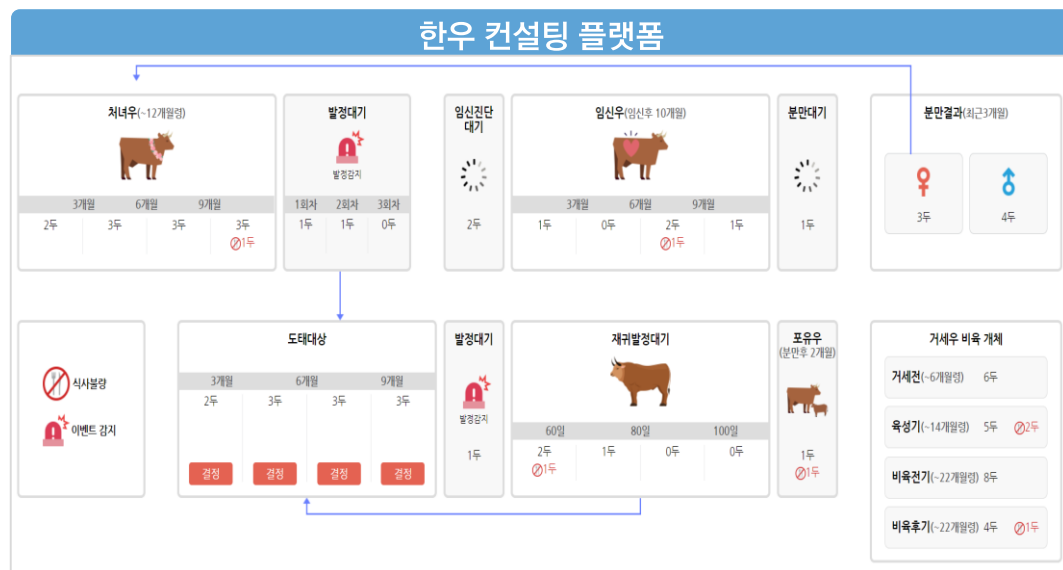 한우 컨설팅 플랫폼
처녀우(~12개월령)
3개월 6개월 9개월
2두 3두 3두 3두
1두
발정대기
발정감지
1회차 2회차 3회차
1두 1두 0두
임신진단
대기
2두
임신우(임신후 10개월)
3개월 6개월 9개월
1두 0두 2두 1두
1두
분만대기
1두
분만결과(최근3개월)
3두 4두
식사불량
이벤트 감지
도태대상
3개월 6개월 9개월
2두 3두 3두 3두
결정 결정 결정 결정
발정대기
발정감지
1두
재귀발정대기
60일 80일 100일
2두 1두 0두 0두
1두
포유우
(분만후 2개월)
1두
1두
거세우 비육 개체
거세전(~6개월령) 6두
육성기(~14개월령) 5두 2두
비육전기(~22개월령) 8두
비육후기(~22개월령) 4두 1두